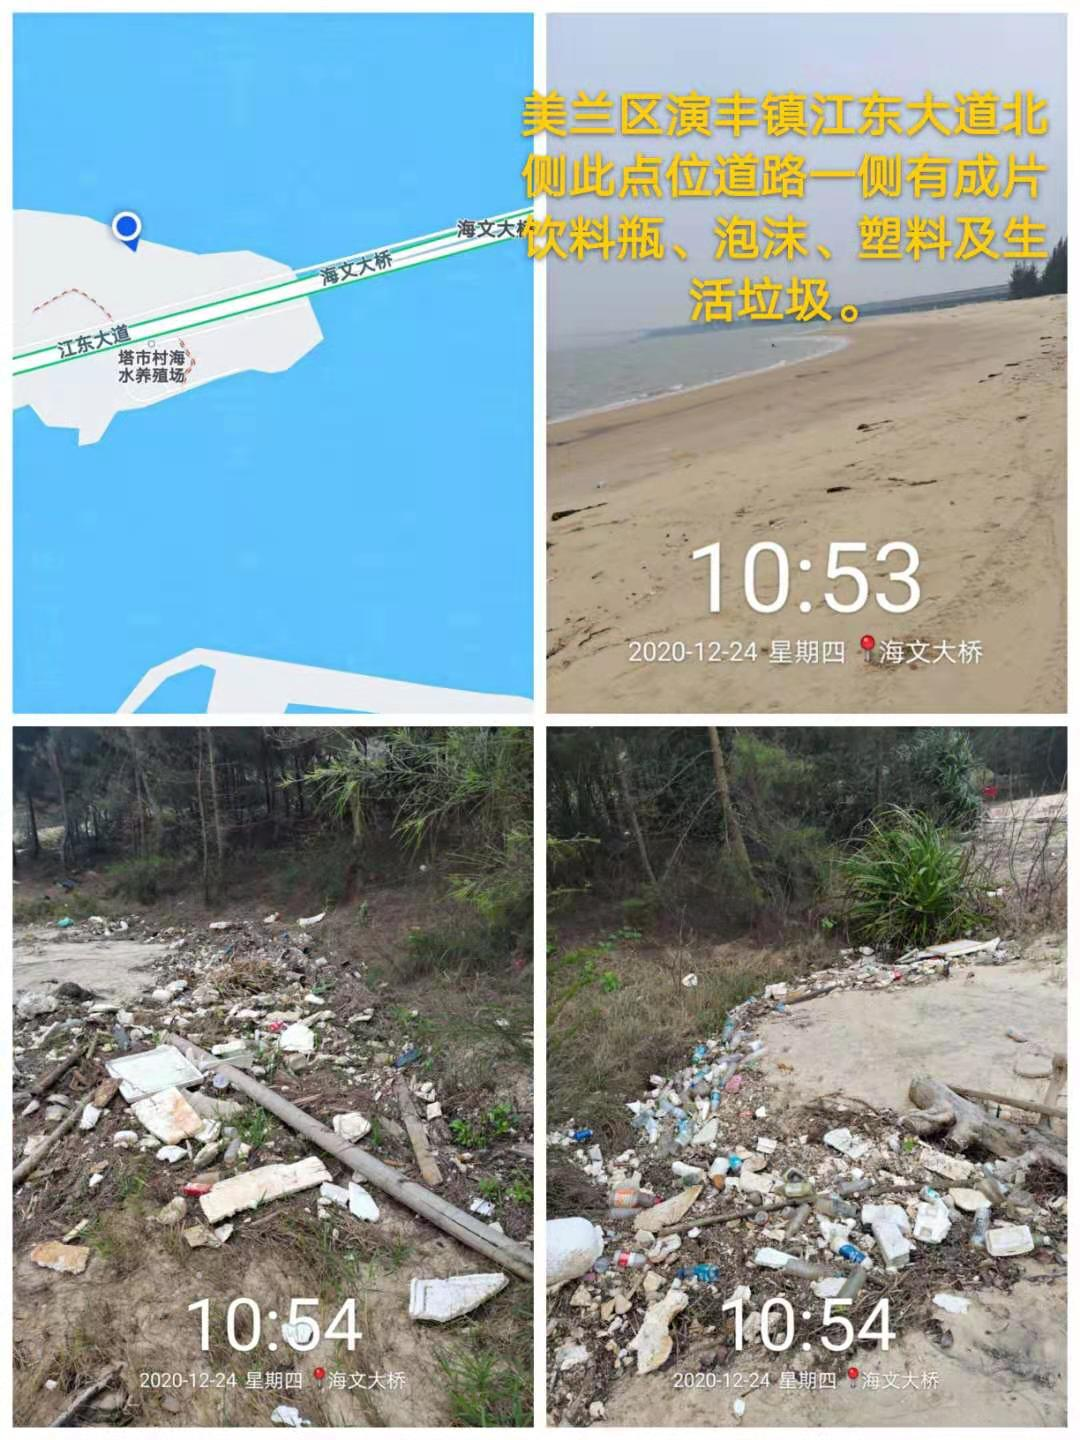 海文大桥
海文大桥
江东大道
塔市村海
水养殖场
美兰区演丰镇江东大道北
侧此点位道路一侧有成片
饮料瓶、泡沫、塑料及生
活垃圾。
10:53
2020-12-24 星期四 海文大桥
10:54
2020-12-24 星期四 海文大桥
10:54
2020-12-24 星期四 海文大桥